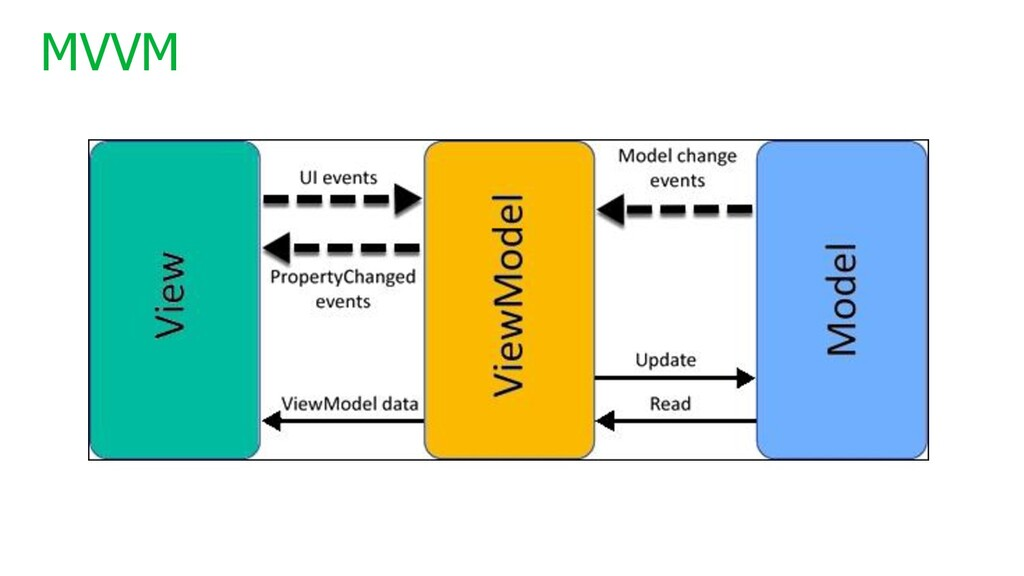 MVVM
View
UI events
PropertyChanged
events
ViewModel data
ViewModel
Model change
events
Update
Read
Model